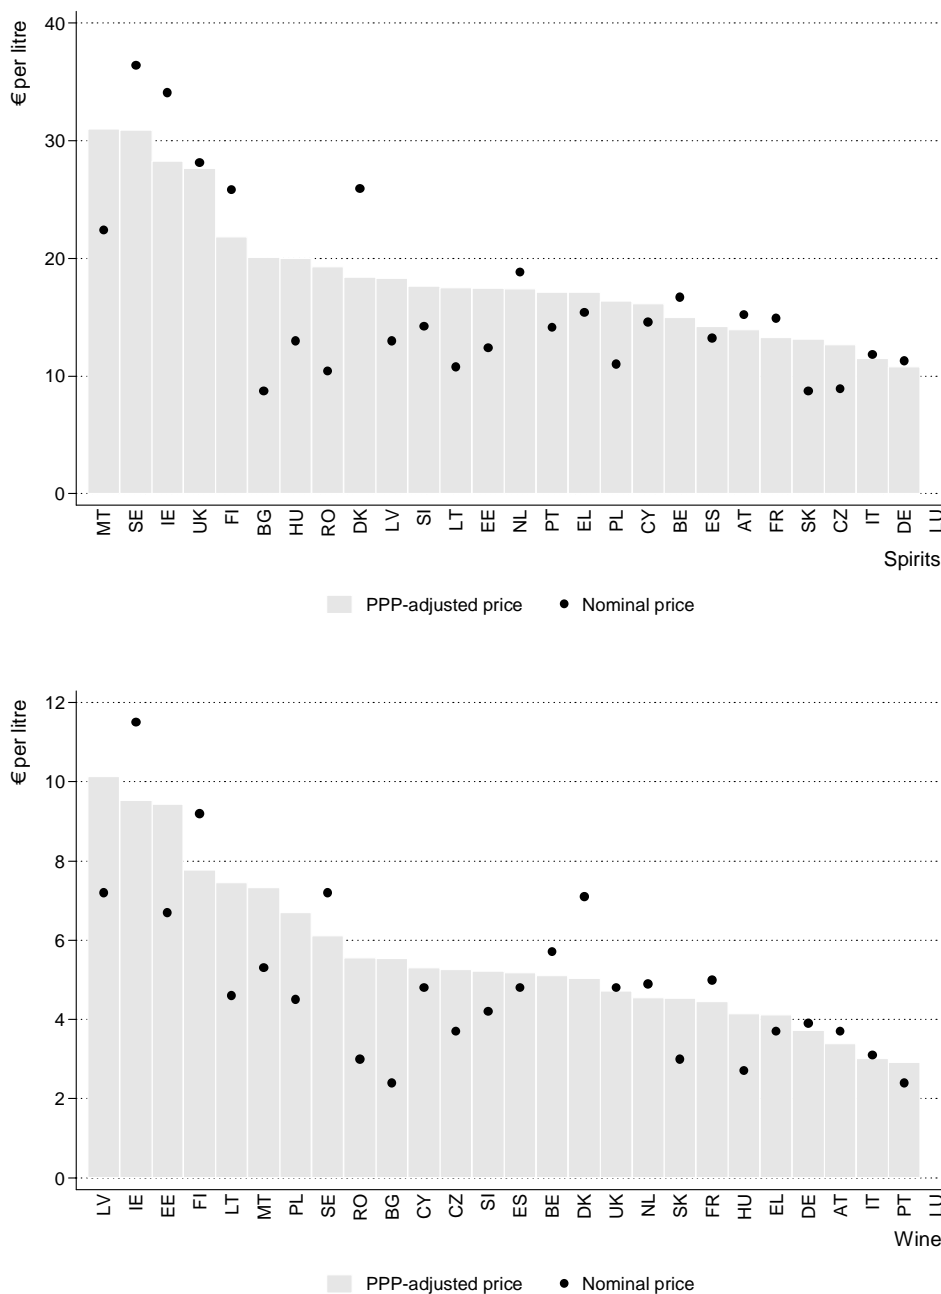 € per litre
40
30
20
10
0
MT SE IE UK FI BG HU RO DK LV SI LT EE NL PT EL PL CY BE ES AT FR SK CZ IT DE LU
Spirits
PPP-adjusted price Nominal price
€ per litre
12
10
8
6
4
2
0
LV IE EE FI LT MT PL SE RO BG CY CZ SI ES BE DK UK NL SK FR HU EL DE AT IT PT LU
Wine
PPP-adjusted price Nominal price